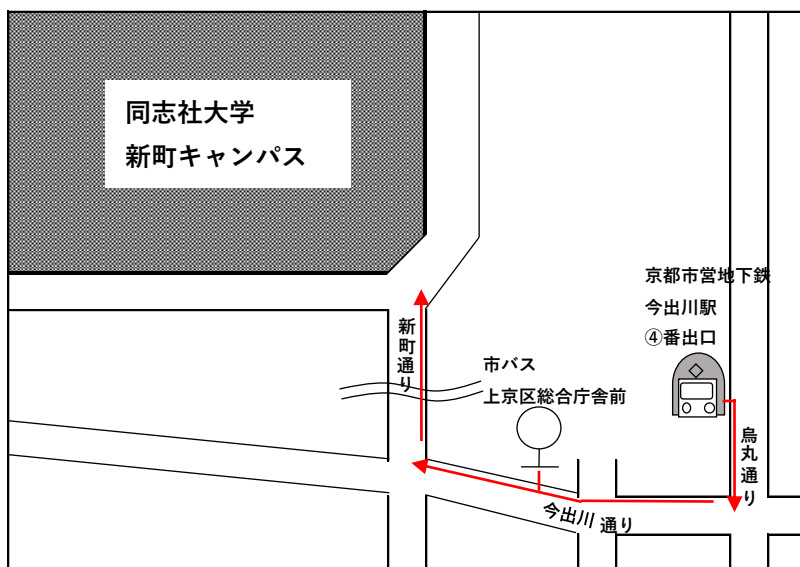 同志社大学
新町キャンパス
京都市営地下鉄
今出川駅
④番出口
新町通り
市バス
上京区総合庁舎前
烏丸通り
今出川 通り